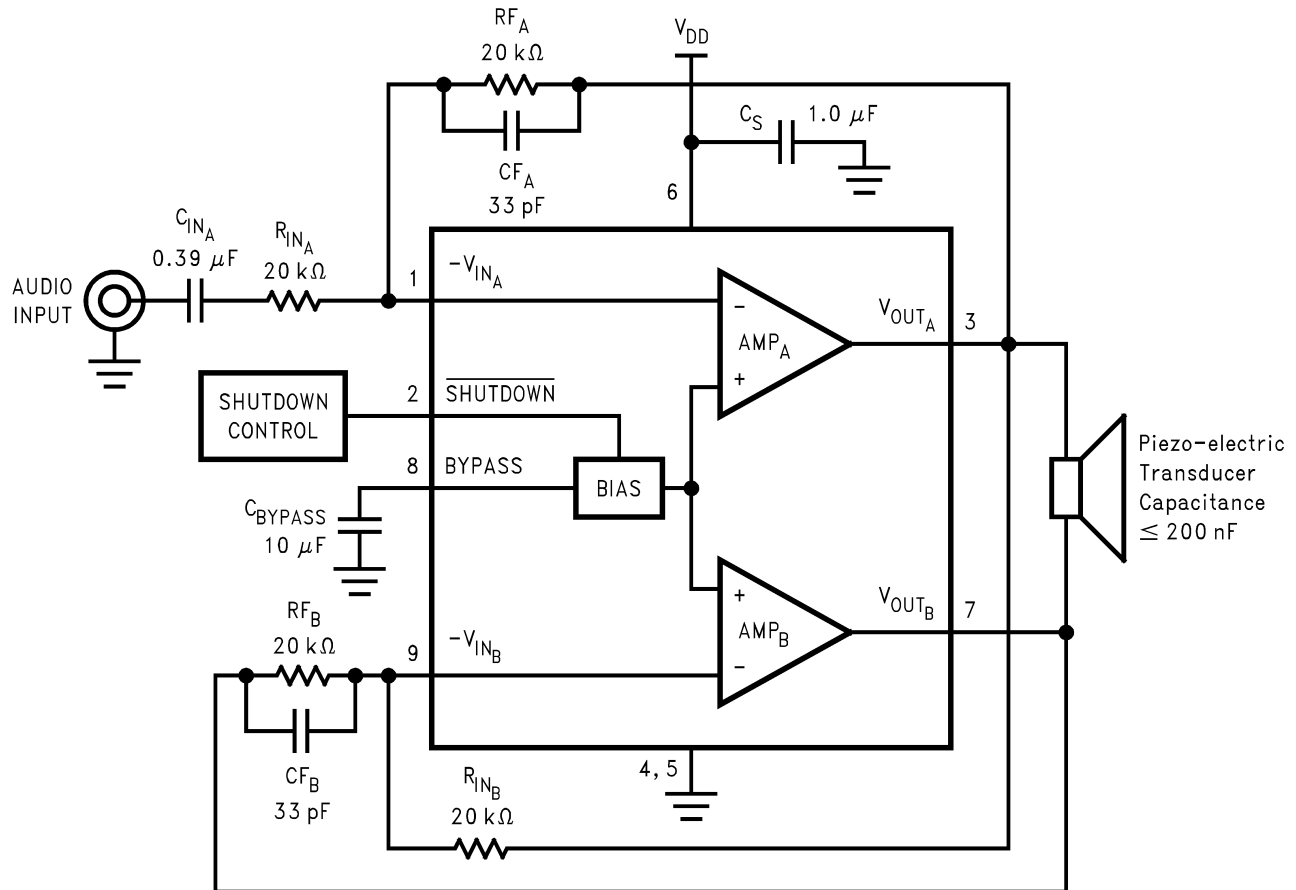 RF_A
20 kΩ
V_DD
C_S 1.0 μF
CF_A
33 pF
6
C_IN_A
0.39 μF
R_IN_A
20 kΩ
AUDIO
INPUT
1
-V_IN_A
-
AMP_A
+
V_OUT_A
3
SHUTDOWN
CONTROL
2
SHUTDOWN
8
BYPASS
BIAS
C_BYPASS
10 μF
Piezo-electric
Transducer
Capacitance
≤ 200 nF
+
AMP_B
-
V_OUT_B
7
RF_B
20 kΩ
9
-V_IN_B
CF_B
33 pF
4, 5
R_IN_B
20 kΩ